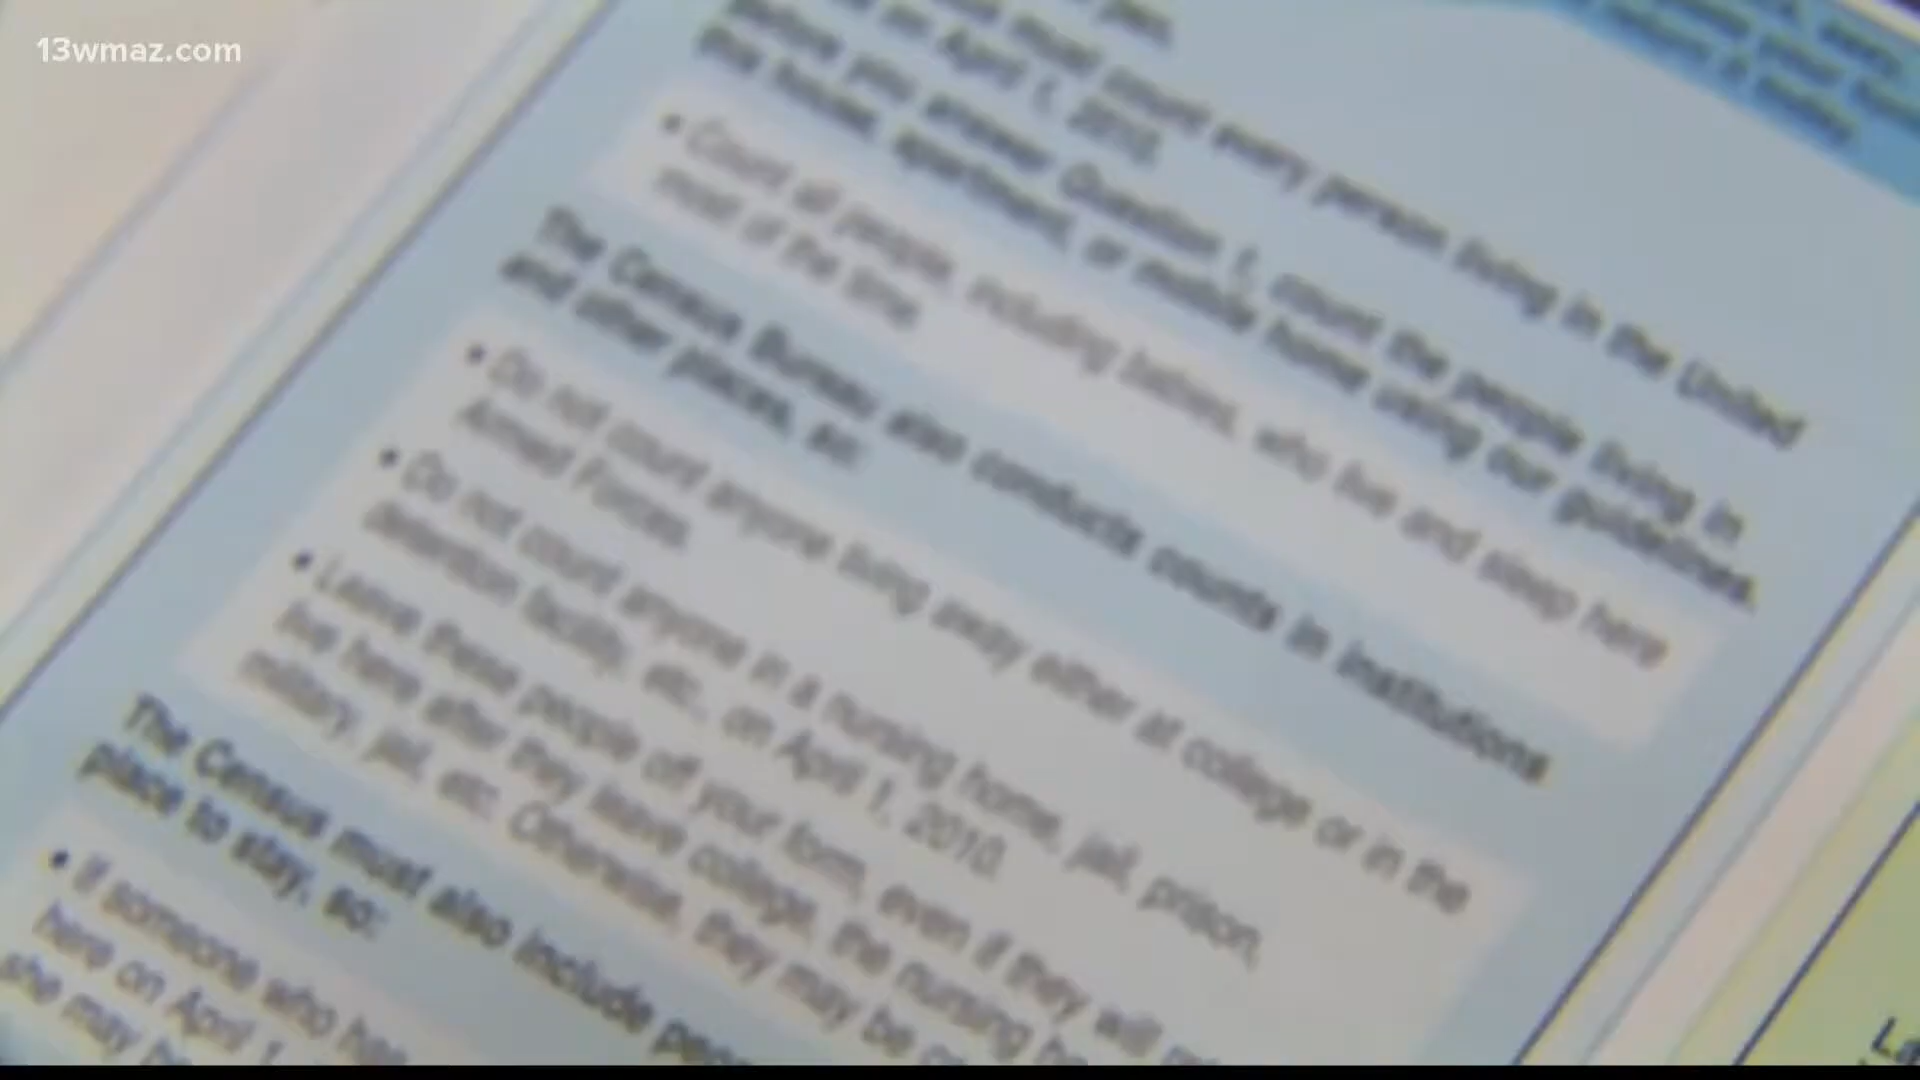 13wmaz.com
must count every person living in the United
on April 1, 2010.
Before you answer Question 1, count the people living in
the house, apartment, or mobile home using our guidelines.
• Count all people, including babies, who live and sleep here
most of the time.
The Census Bureau also conducts counts in institutions
and other places, so:
• Do not count anyone living away either at college or in the
Armed Forces.
• Do not count anyone in a nursing home, jail, prison,
detention facility, etc., on April 1, 2010.
• Leave these people off your form, even if they will
live here after they leave college, the nursing
military, jail, etc. Otherwise, they may be
The Census must also include
place to stay, so:
• If someone who has
here on April 1,
she may
La